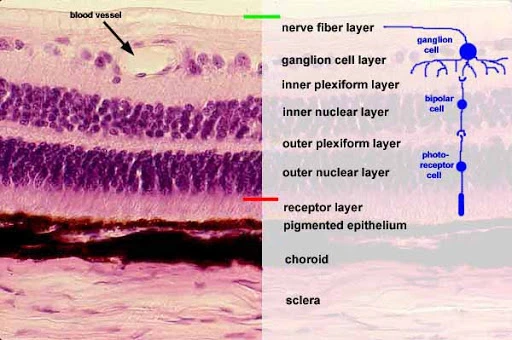 blood vessel
nerve fiber layer
ganglion
cell
ganglion cell layer
inner plexiform layer
bipolar
cell
inner nuclear layer
outer plexiform layer
photo-
receptor
cell
outer nuclear layer
receptor layer
pigmented epithelium
choroid
sclera